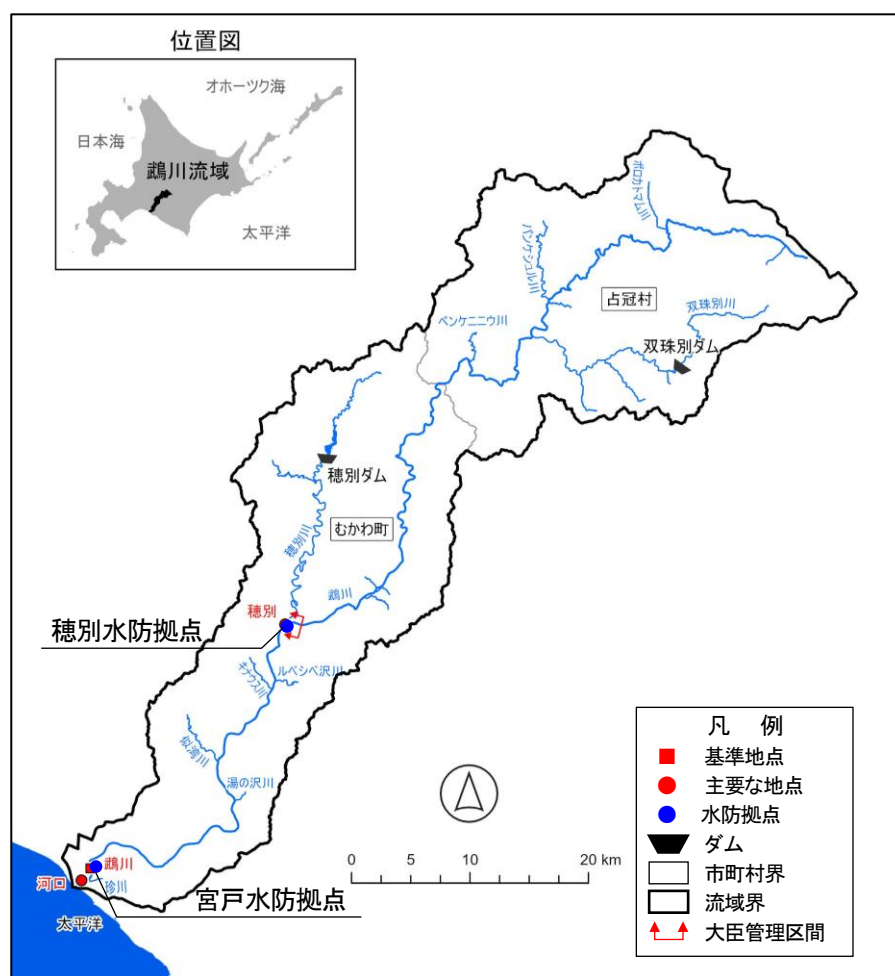 位置図
オホーツク海
日本海
鵡川流域
太平洋
ポロカトマム川
パンケシュル川
占冠村
双珠別川
ペンケニニウ川
双珠別ダム
穂別ダム
穂別川
むかわ町
鵡川
穂別
穂別水防拠点
キナウス川
ルベシベ沢川
似湾川
湯の沢川
鵡川
河口
珍川
宮戸水防拠点
太平洋
0 10 20 km
凡 例
基準地点
主要な地点
水防拠点
ダム
市町村界
流域界
大臣管理区間